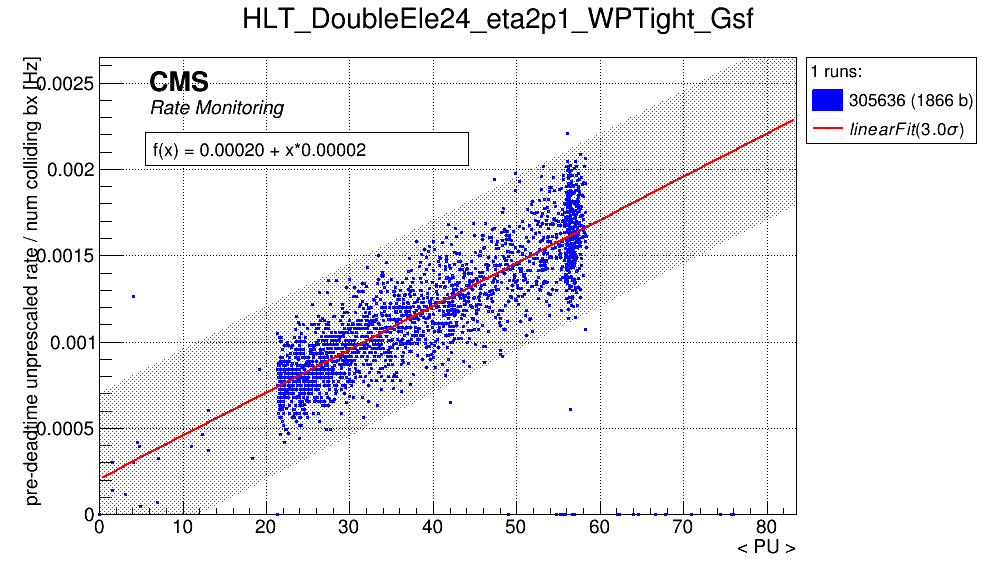 HLT_DoubleEle24_eta2p1_WPTight_Gsf
pre-deadtime unprescaled rate / num colliding bx [Hz]
CMS
Rate Monitoring
f(x) = 0.00020 + x*0.00002
1 runs:
305636 (1866 b)
linearFit(3.0σ)
0.0025
0.002
0.0015
0.001
0.0005
0
0 10 20 30 40 50 60 70 80
< PU >